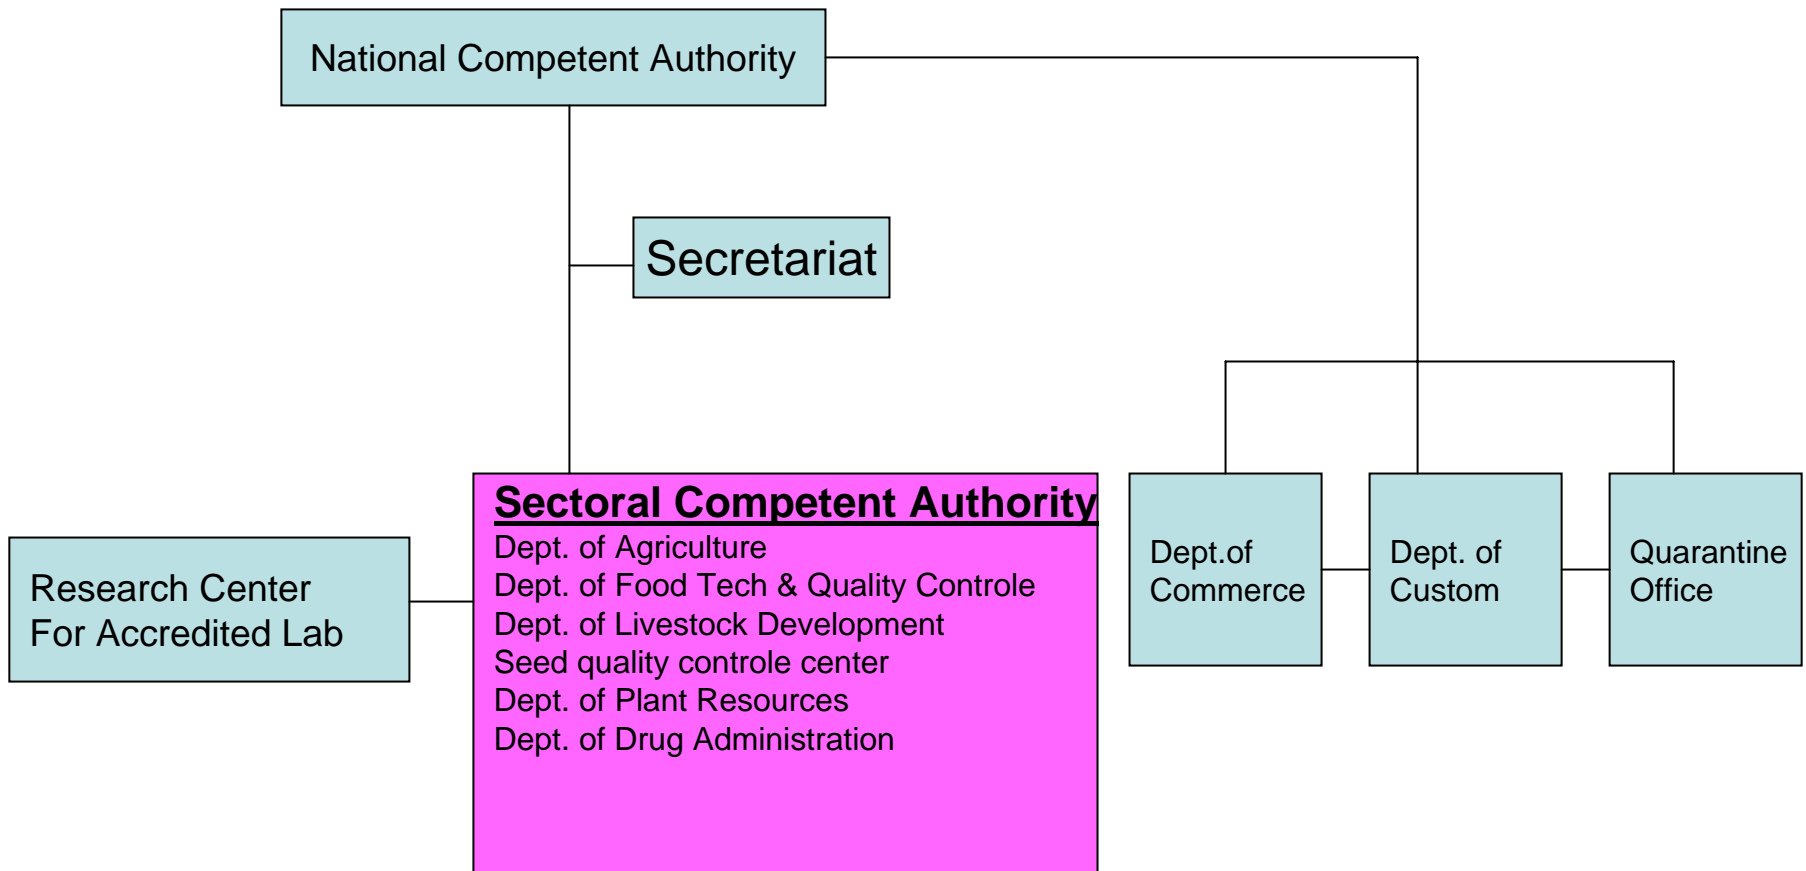 National Competent Authority
Secretariat
Sectoral Competent Authority
Dept. of Agriculture
Dept. of Food Tech & Quality Controle
Dept. of Livestock Development
Seed quality controle center
Dept. of Plant Resources
Dept. of Drug Administration
Research Center
For Accredited Lab
Dept.of
Commerce
Dept. of
Custom
Quarantine
Office